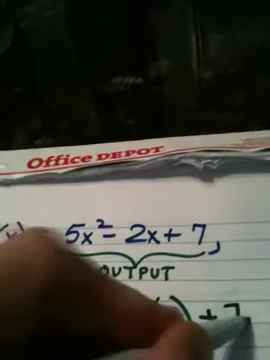 Office DEPOT
5x² - 2x + 7,
OUTPUT
( ) + 7